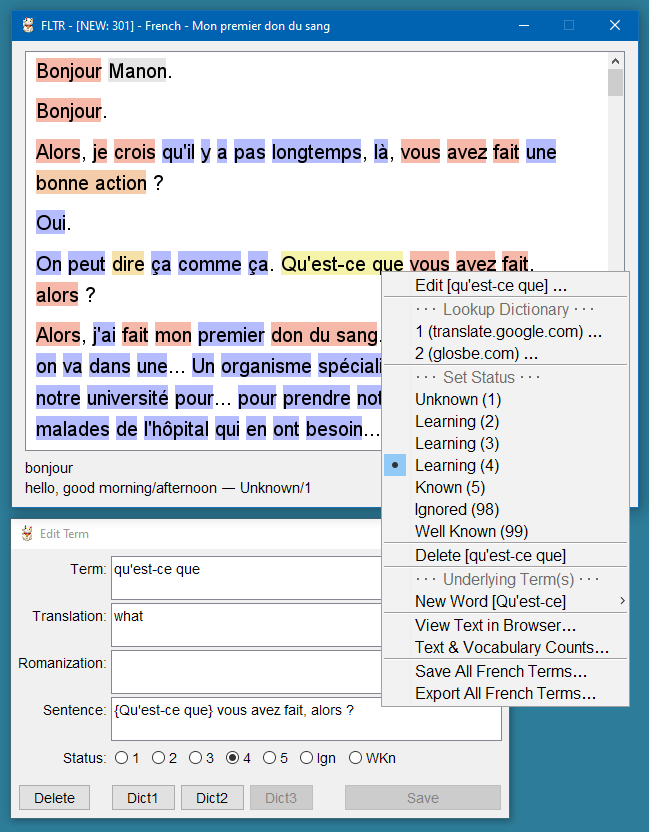 FLTR - [NEW: 301] - French - Mon premier don du sang
Bonjour Manon.
Bonjour.
Alors, je crois qu'il y a pas longtemps, là, vous avez fait une
bonne action ?
Oui.
On peut dire ça comme ça. Qu'est-ce que vous avez fait,
alors ?
Alors, j'ai fait mon premier don du sang.
on va dans une... Un organisme spéciali
notre université pour... pour prendre not
malades de l'hôpital qui en ont besoin...
bonjour
hello, good morning/afternoon — Unknown/1
Edit [qu'est-ce que] ...
· · · Lookup Dictionary · · ·
1 (translate.google.com) ...
2 (glosbe.com) ...
· · · Set Status · · ·
Unknown (1)
Learning (2)
Learning (3)
Learning (4)
Known (5)
Ignored (98)
Well Known (99)
Delete [qu'est-ce que]
· · · Underlying Term(s) · · ·
New Word [Qu'est-ce]
View Text in Browser...
Text & Vocabulary Counts...
Save All French Terms...
Export All French Terms...
Edit Term
Term: qu'est-ce que
Translation: what
Romanization:
Sentence: {Qu'est-ce que} vous avez fait, alors ?
Status: 1 2 3 4 5 Ign WKn
Delete Dict1 Dict2 Dict3 Save